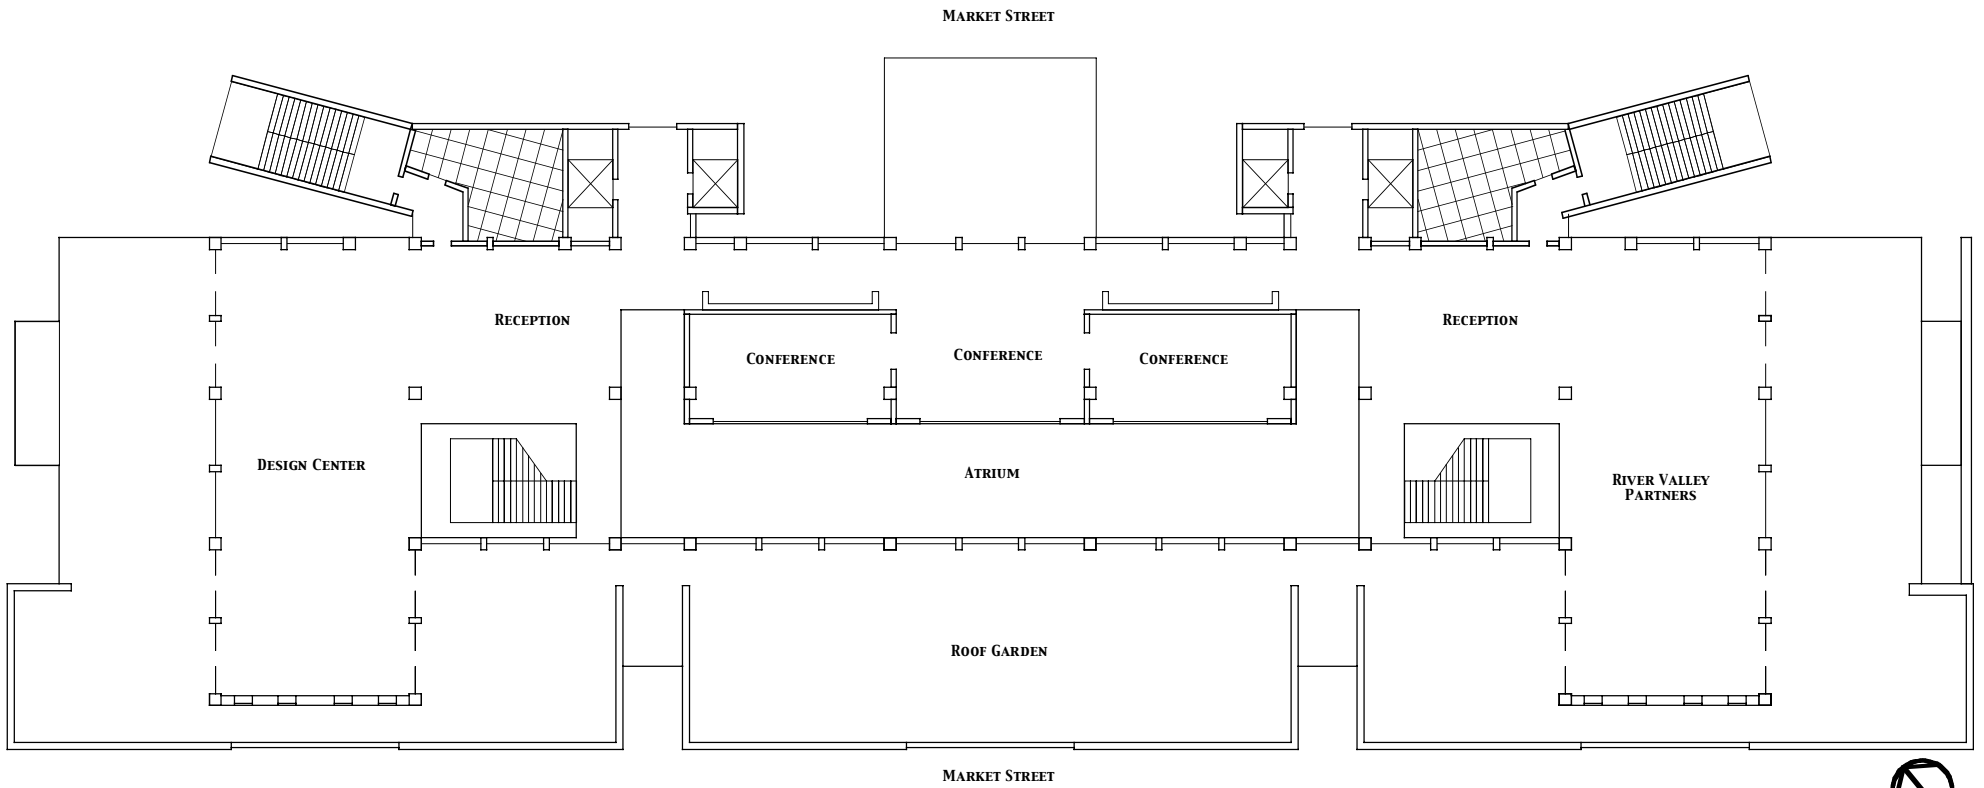 MARKET STREET
RECEPTION
RECEPTION
CONFERENCE
CONFERENCE
CONFERENCE
DESIGN CENTER
ATRIUM
RIVER VALLEY
PARTNERS
ROOF GARDEN
MARKET STREET